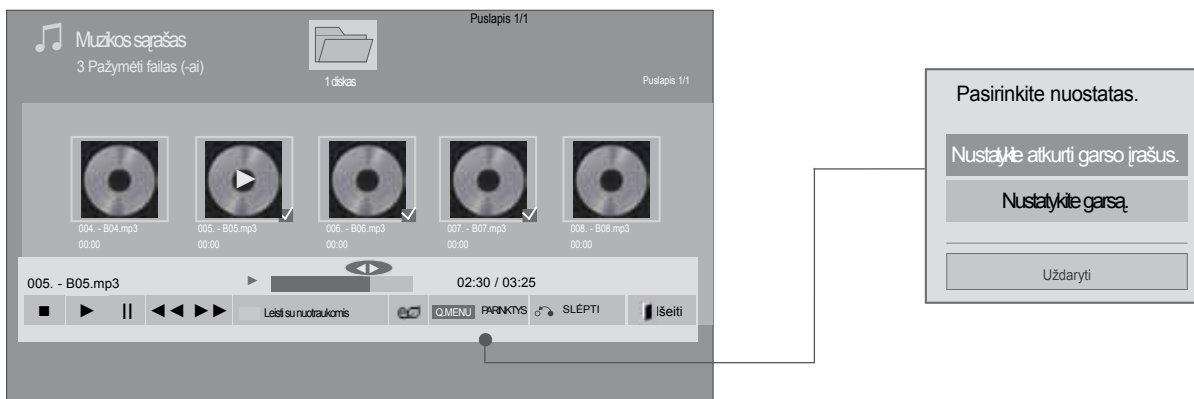 Puslapis 1/1
Muzikos sąrašas
3 Pažymėti failas (-ai)
1 diskas
Puslapis 1/1
004. - B04.mp3
00:00
005. - B05.mp3
00:00
006. - B06.mp3
00:00
007. - B07.mp3
00:00
008. - B08.mp3
00:00
005. - B05.mp3
02:30 / 03:25
Leisti su nuotraukomis
Q.MENU PARINKTYS
SLĖPTI
Išeiti
Pasirinkite nuostatas.
Nustatykite atkurti garso įrašus.
Nustatykite garsą.
Uždaryti